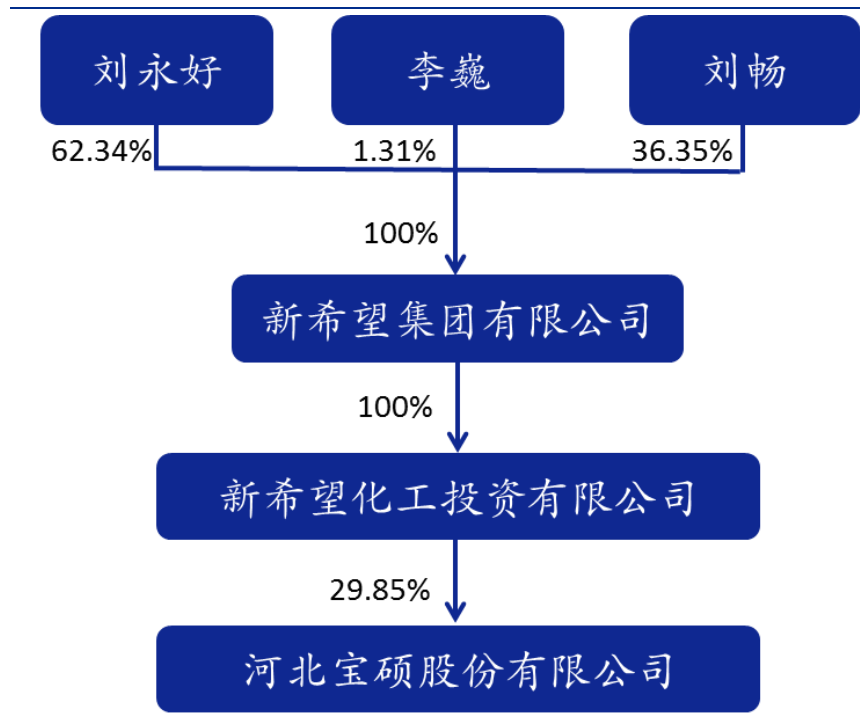 刘永好
李巍
刘畅
62.34%
1.31%
36.35%
100%
新希望集团有限公司
100%
新希望化工投资有限公司
29.85%
河北宝硕股份有限公司